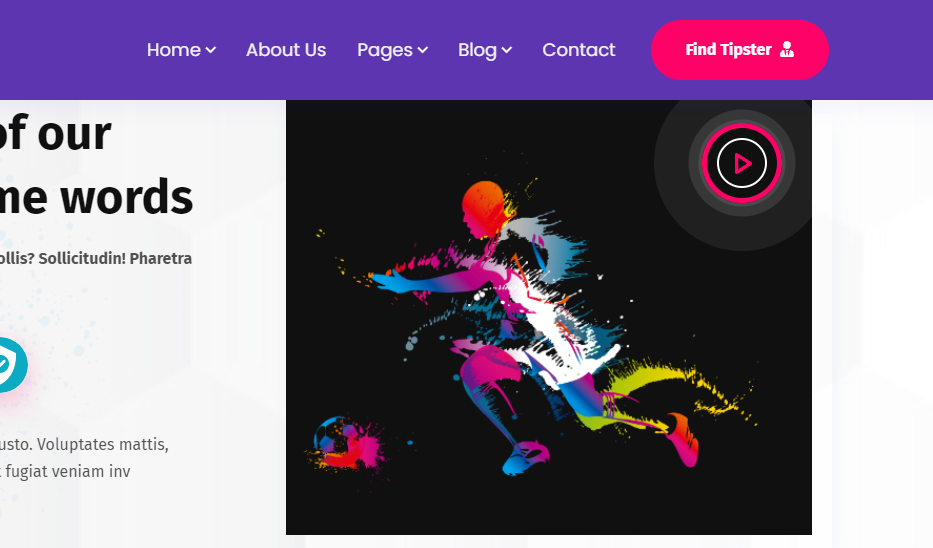 Home About Us Pages Blog Contact Find Tipster
of our
me words
ollis? Sollicitudin! Pharetra
usto. Voluptates mattis,
t fugiat veniam inv